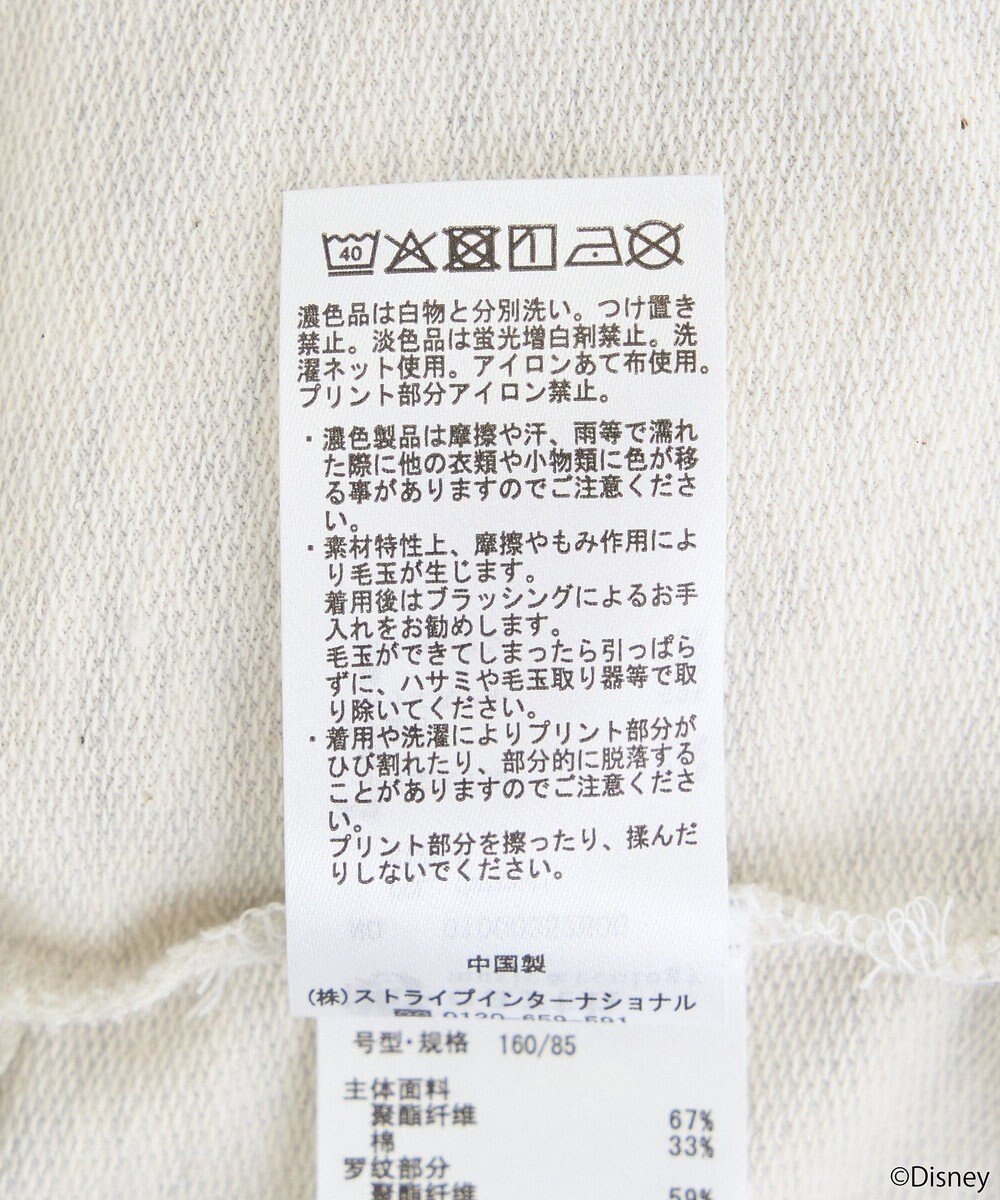 40
濃色品は白物と分別洗い。つけ置き
禁止。淡色品は蛍光増白剤禁止。洗
濯ネット使用。アイロンあて布使用。
プリント部分アイロン禁止。
・濃色製品は摩擦や汗、雨等で濡れ
た際に他の衣類や小物類に色が移
る事がありますのでご注意くださ
い。
・素材特性上、摩擦やもみ作用によ
り毛玉が生じます。
着用後はブラッシングによるお手
入れをお勧めします。
毛玉ができてしまったら引っぱら
ずに、ハサミや毛玉取り器等で取
り除いてください。
・着用や洗濯によりプリント部分が
ひび割れたり、部分的に脱落する
ことがありますのでご注意くださ
い。
プリント部分を擦ったり、揉んだ
りしないでください。
中国製
(株)ストライプインターナショナル
号型・规格 160/85
主体面料
聚酯纤维 67%
棉 33%
罗纹部分
聚酯纤维 59%
©Disney